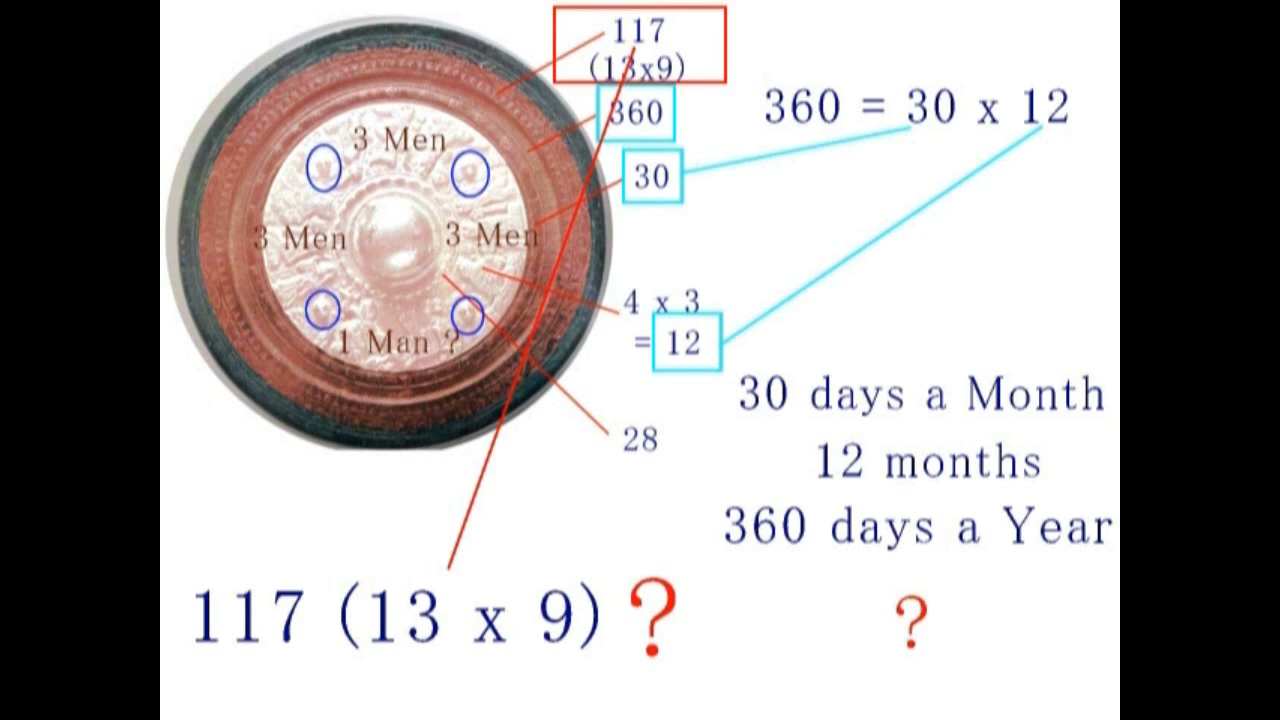 117
(13x9)
360
360 = 30 x 12
3 Men
30
3 Men
3 Men
4 x 3
= 12
1 Man ?
30 days a Month
28
12 months
360 days a Year
117 (13 x 9) ?
?